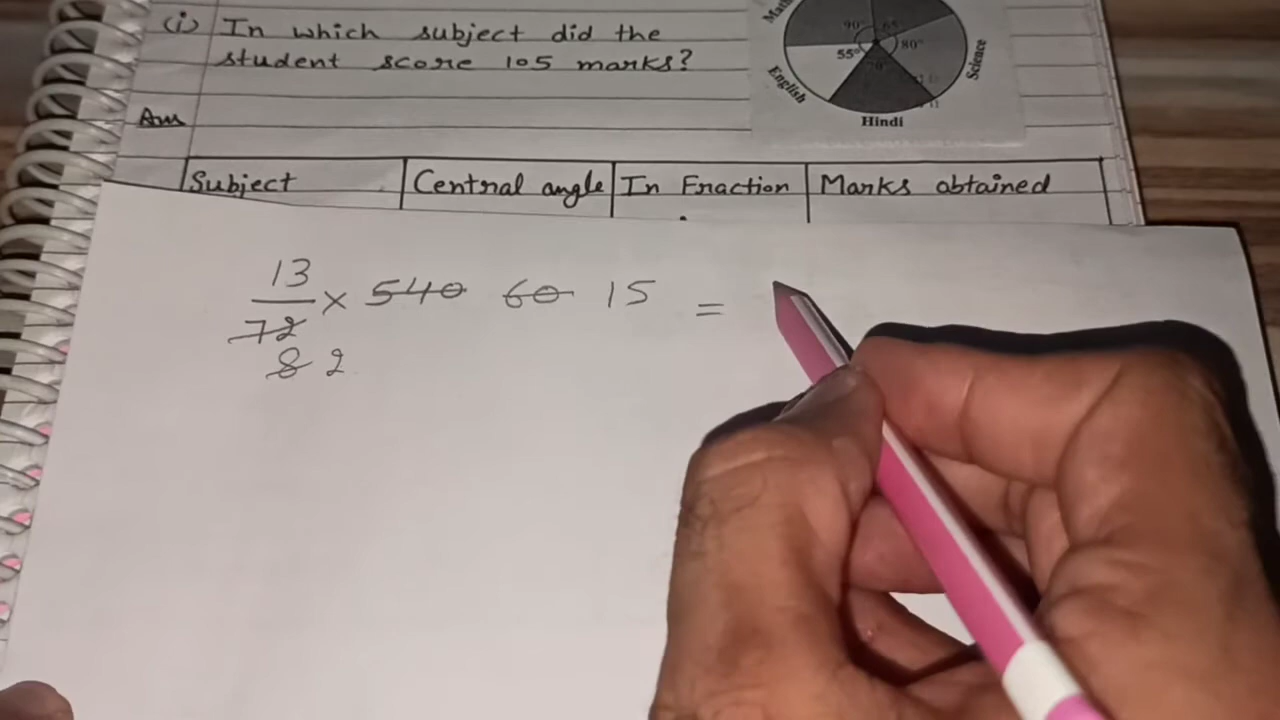 (i) In which subject did the
student score 105 marks?
Ans
90° 65
55° 80°
70°
English
Science
Hindi
Subject Central angle In Fraction Marks obtained
13
× 540 60 15 =
72
8 2